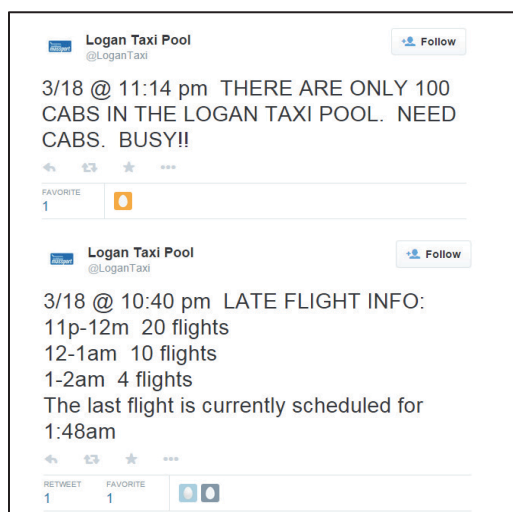 Logan Taxi Pool
@LoganTaxi
Follow
3/18 @ 11:14 pm THERE ARE ONLY 100
CABS IN THE LOGAN TAXI POOL. NEED
CABS. BUSY!!
FAVORITE
1
Logan Taxi Pool
@LoganTaxi
Follow
3/18 @ 10:40 pm LATE FLIGHT INFO:
11p-12m 20 flights
12-1am 10 flights
1-2am 4 flights
The last flight is currently scheduled for
1:48am
RETWEET FAVORITE
1 1